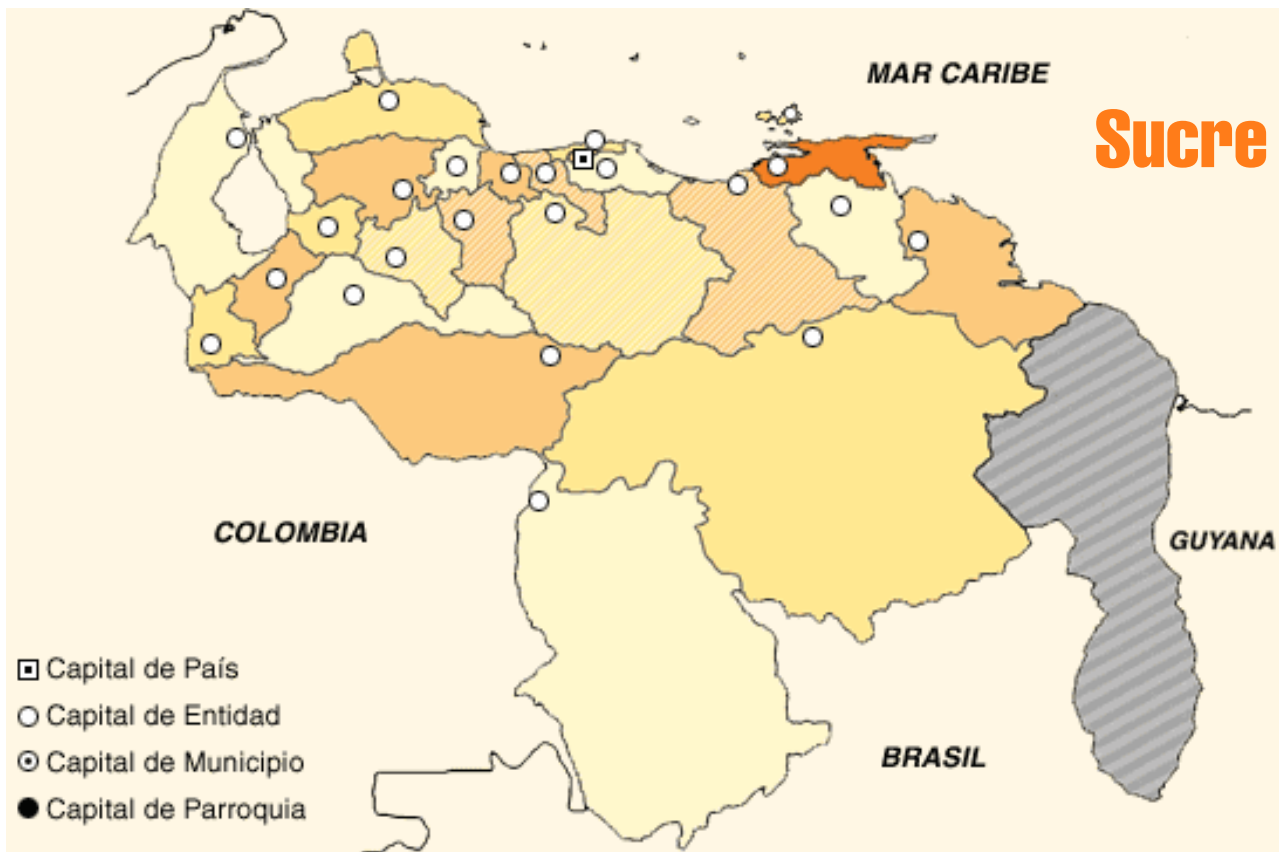 MAR CARIBE
Sucre
COLOMBIA
GUYANA
Capital de País
Capital de Entidad
BRASIL
Capital de Municipio
Capital de Parroquia